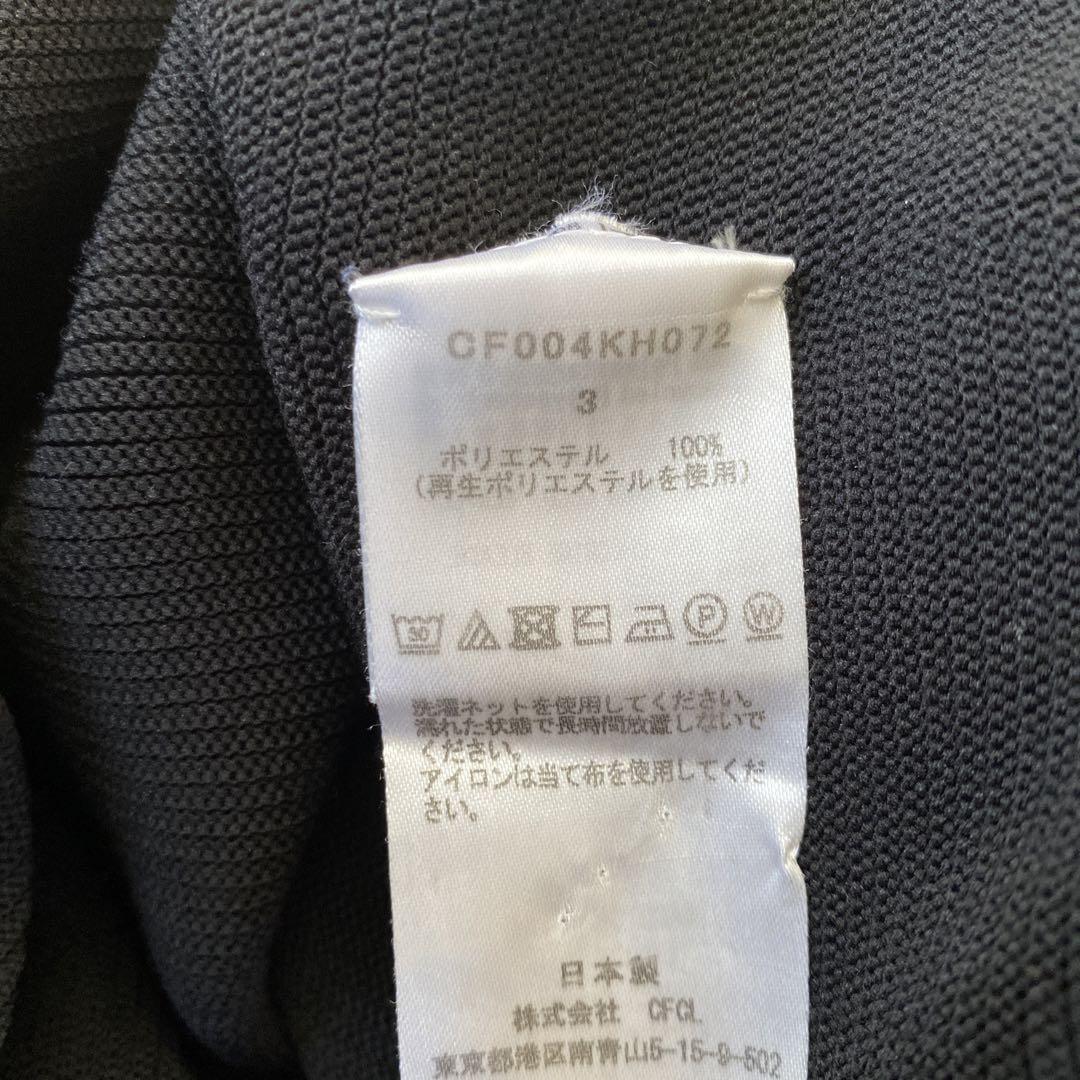 CF004KH072
3
ポリエステル 100%
(再生ポリエステルを使用)
30 P W
洗濯ネットを使用してください。
濡れた状態で長時間放置しないで
ください。
アイロンは当て布を使用してくだ
さい。
日本製
株式会社 CFCL
東京都港区南青山5-15-9-502